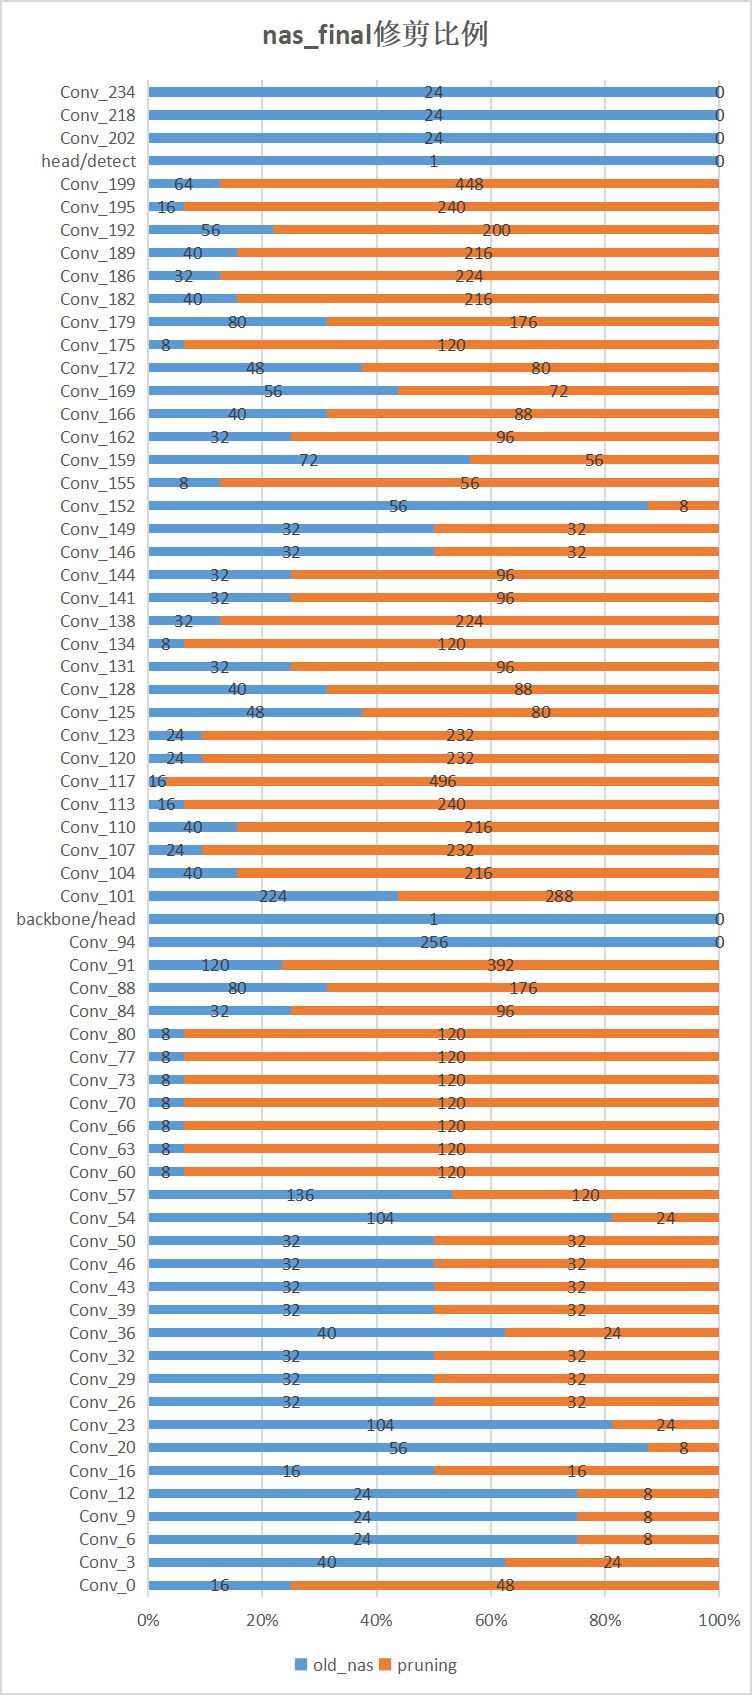 nas_final修剪比例
Conv_234 24 0
Conv_218 24 0
Conv_202 24 0
head/detect 1 0
Conv_199 64 448
Conv_195 16 240
Conv_192 56 200
Conv_189 40 216
Conv_186 32 224
Conv_182 40 216
Conv_179 80 176
Conv_175 8 120
Conv_172 48 80
Conv_169 56 72
Conv_166 40 88
Conv_162 32 96
Conv_159 72 56
Conv_155 8 56
Conv_152 56 8
Conv_149 32 32
Conv_146 32 32
Conv_144 32 96
Conv_141 32 96
Conv_138 32 224
Conv_134 8 120
Conv_131 32 96
Conv_128 40 88
Conv_125 48 80
Conv_123 24 232
Conv_120 24 232
Conv_117 16 496
Conv_113 16 240
Conv_110 40 216
Conv_107 24 232
Conv_104 40 216
Conv_101 224 288
backbone/head 1 0
Conv_94 256 0
Conv_91 120 392
Conv_88 80 176
Conv_84 32 96
Conv_80 8 120
Conv_77 8 120
Conv_73 8 120
Conv_70 8 120
Conv_66 8 120
Conv_63 8 120
Conv_60 8 120
Conv_57 136 120
Conv_54 104 24
Conv_50 32 32
Conv_46 32 32
Conv_43 32 32
Conv_39 32 32
Conv_36 40 24
Conv_32 32 32
Conv_29 32 32
Conv_26 32 32
Conv_23 104 24
Conv_20 56 8
Conv_16 16 16
Conv_12 24 8
Conv_9 24 8
Conv_6 24 8
Conv_3 40 24
Conv_0 16 48
0% 20% 40% 60% 80% 100%
old_nas pruning